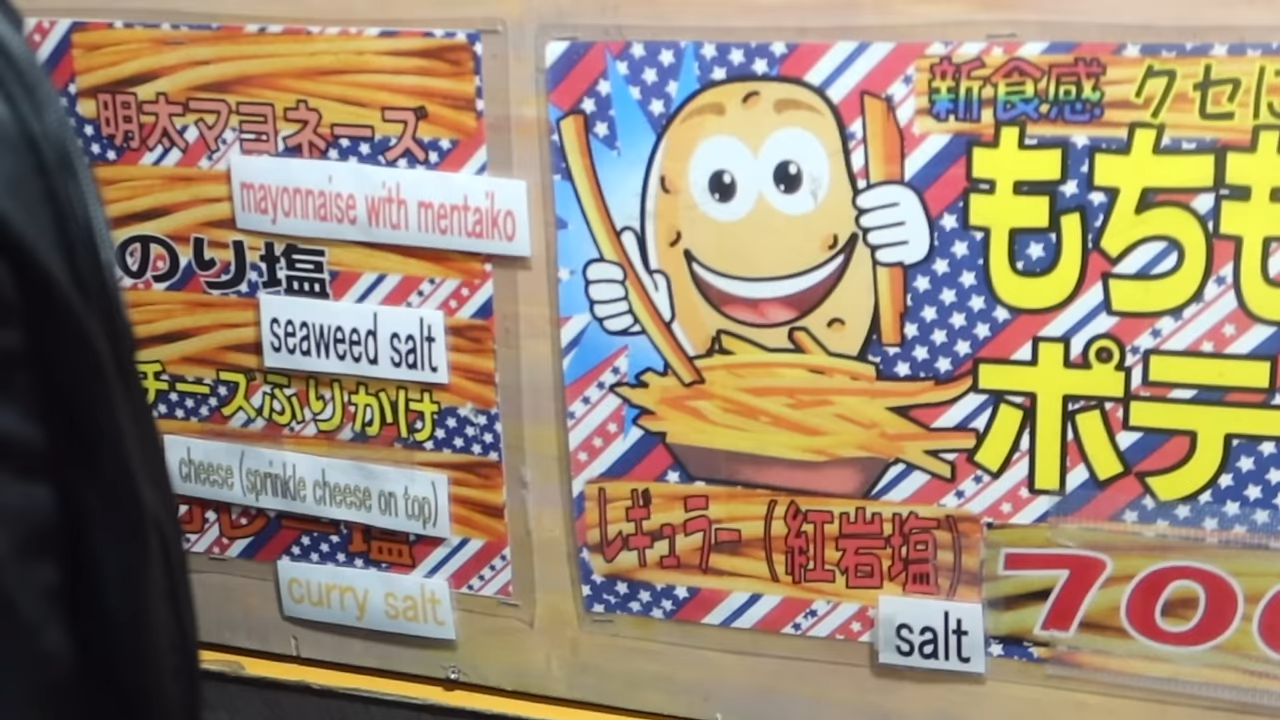 明太マヨネーズ
mayonnaise with mentaiko
のり塩
seaweed salt
チーズふりかけ
cheese (sprinkle cheese on top)
カレー塩
curry salt
新食感 クセに
もちも
ポテ
レギュラー(紅岩塩)
salt
700